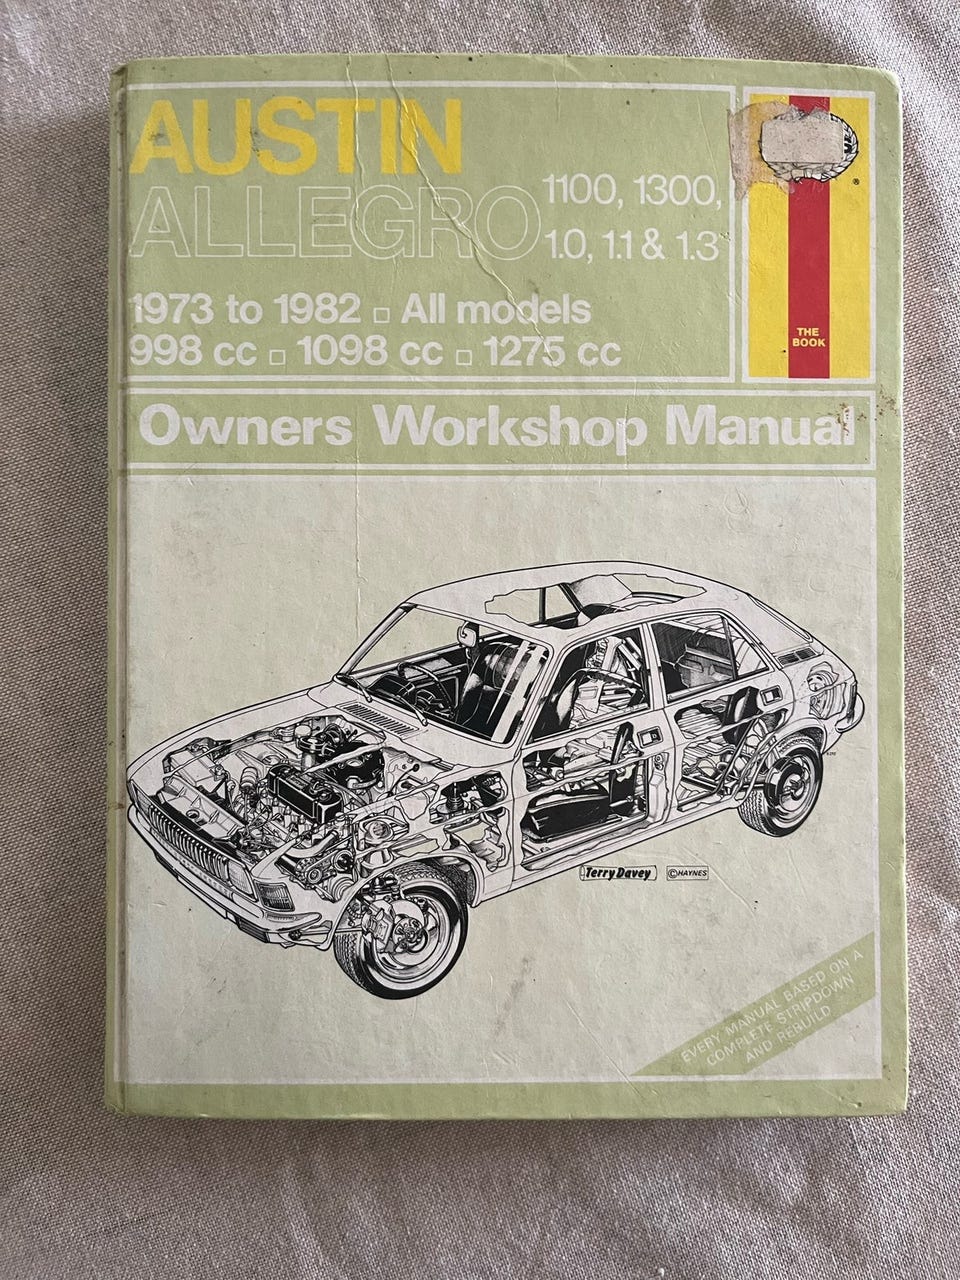 AUSTIN
ALLEGRO
1100, 1300,
1.0, 1.1 & 1.3
1973 to 1982 □ All models
998 cc □ 1098 cc □ 1275 cc
THE
BOOK
®
Owners Workshop Manual
Terry Davey
© HAYNES
EVERY MANUAL BASED ON A
COMPLETE STRIPDOWN
AND REBUILD